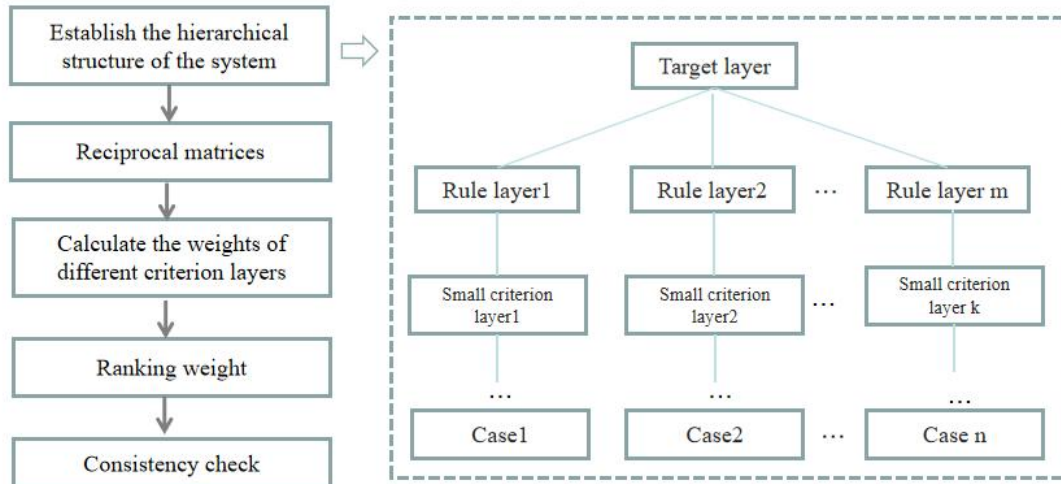 Establish the hierarchical
structure of the system
Reciprocal matrices
Calculate the weights of
different criterion layers
Ranking weight
Consistency check
Target layer
Rule layer1
Rule layer2
...
Rule layer m
Small criterion
layer1
Small criterion
layer2
...
Small criterion
layer k
...
...
...
Case1
Case2
...
Case n